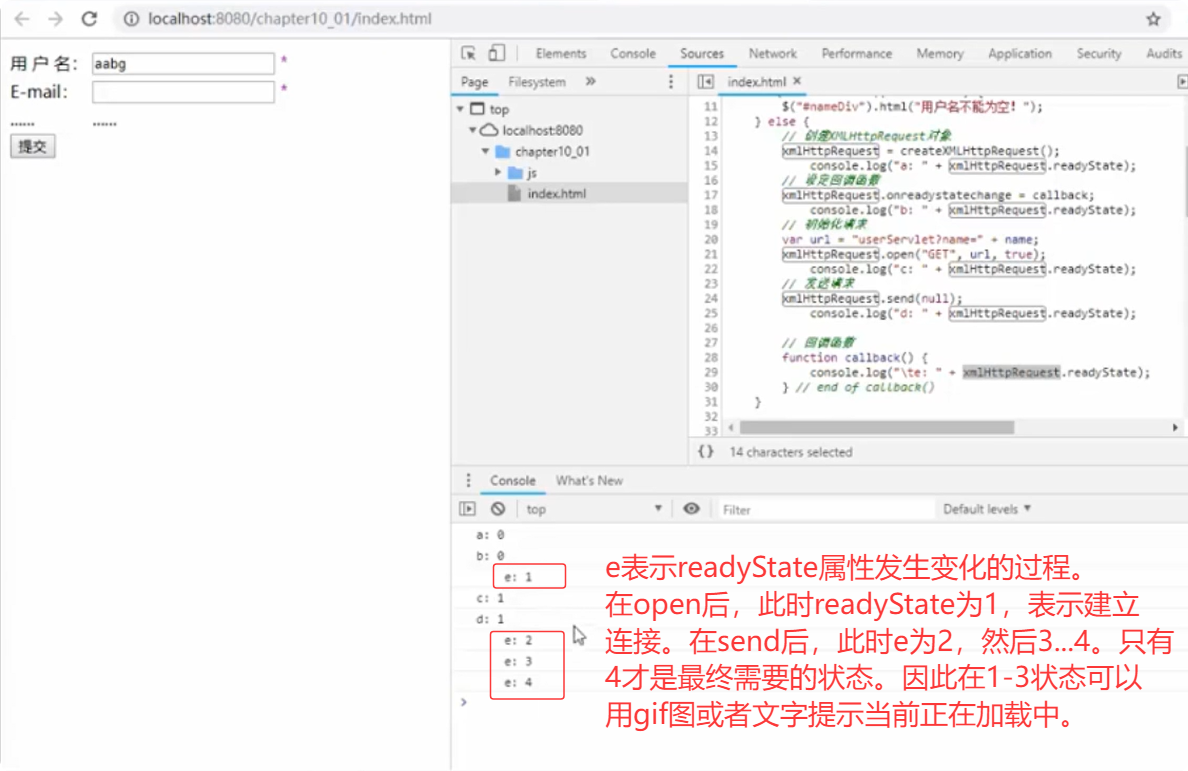 localhost:8080/chapter10_01/index.html
用 户 名： aabg *
E-mail： *
...... ......
提交
Elements Console Sources Network Performance Memory Application Security Audits
Page Filesystem » index.html ×
top
localhost:8080
chapter10_01
js
index.html
11 $("#nameDiv").html("用户名不能为空！");
12 } else {
13 // 创建XMLHttpRequest对象
14 xmlHttpRequest = createXMLHttpRequest();
15 console.log("a: " + xmlHttpRequest.readyState);
16 // 设定回调函数
17 xmlHttpRequest.onreadystatechange = callback;
18 console.log("b: " + xmlHttpRequest.readyState);
19 // 初始化请求
20 var url = "userServlet?name=" + name;
21 xmlHttpRequest.open("GET", url, true);
22 console.log("c: " + xmlHttpRequest.readyState);
23 // 发送请求
24 xmlHttpRequest.send(null);
25 console.log("d: " + xmlHttpRequest.readyState);
26
27 // 回调函数
28 function callback() {
29 console.log("\te: " + xmlHttpRequest.readyState);
30 } // end of callback()
31 }
32
33
{} 14 characters selected
Console What's New
top Filter Default levels ▼
a: 0
b: 0
e: 1
c: 1
d: 1
e: 2
e: 3
e: 4
>
e表示readyState属性发生变化的过程。
在open后，此时readyState为1，表示建立
连接。在send后，此时e为2，然后3...4。只有
4才是最终需要的状态。因此在1-3状态可以
用gif图或者文字提示当前正在加载中。